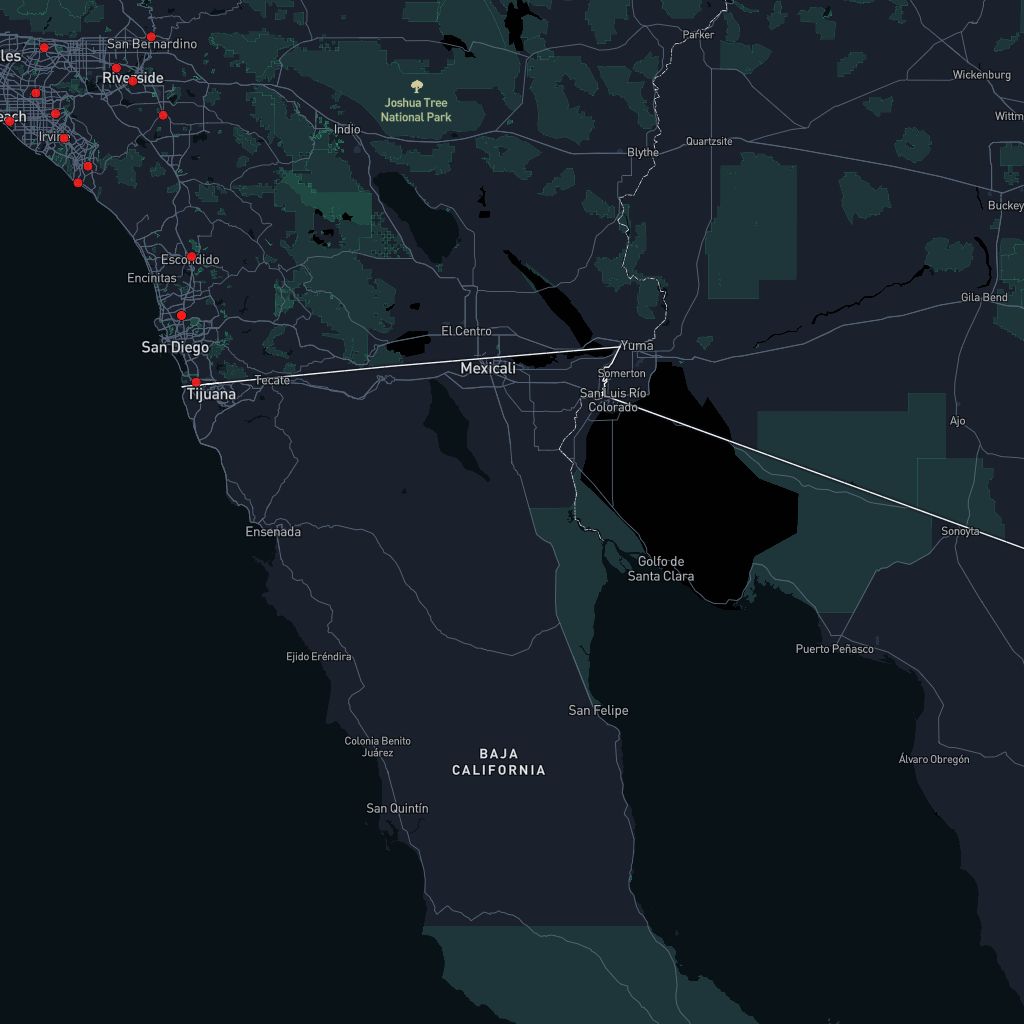 Parker
San Bernardino
les
Riverside
Wickenburg
Joshua Tree
National Park
each
Irvine
Indio
Wittm
Quartzsite
Blythe
Buckey
Escondido
Encinitas
Gila Bend
El Centro
San Diego
Yuma
Mexicali
Somerton
Tecate
Tijuana
San Luis Río
Colorado
Ajo
Ensenada
Sonoyta
Golfo de
Santa Clara
Puerto Peñasco
Ejido Eréndira
San Felipe
Colonia Benito
Juárez
BAJA
CALIFORNIA
Álvaro Obregón
San Quintín